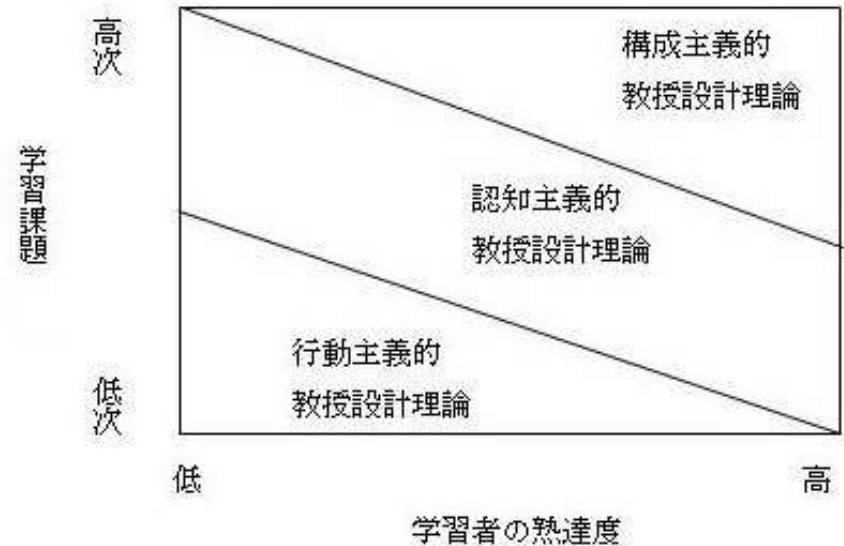 高次
構成主義的
教授設計理論
学習課題
認知主義的
教授設計理論
行動主義的
教授設計理論
低次
低
高
学習者の熟達度